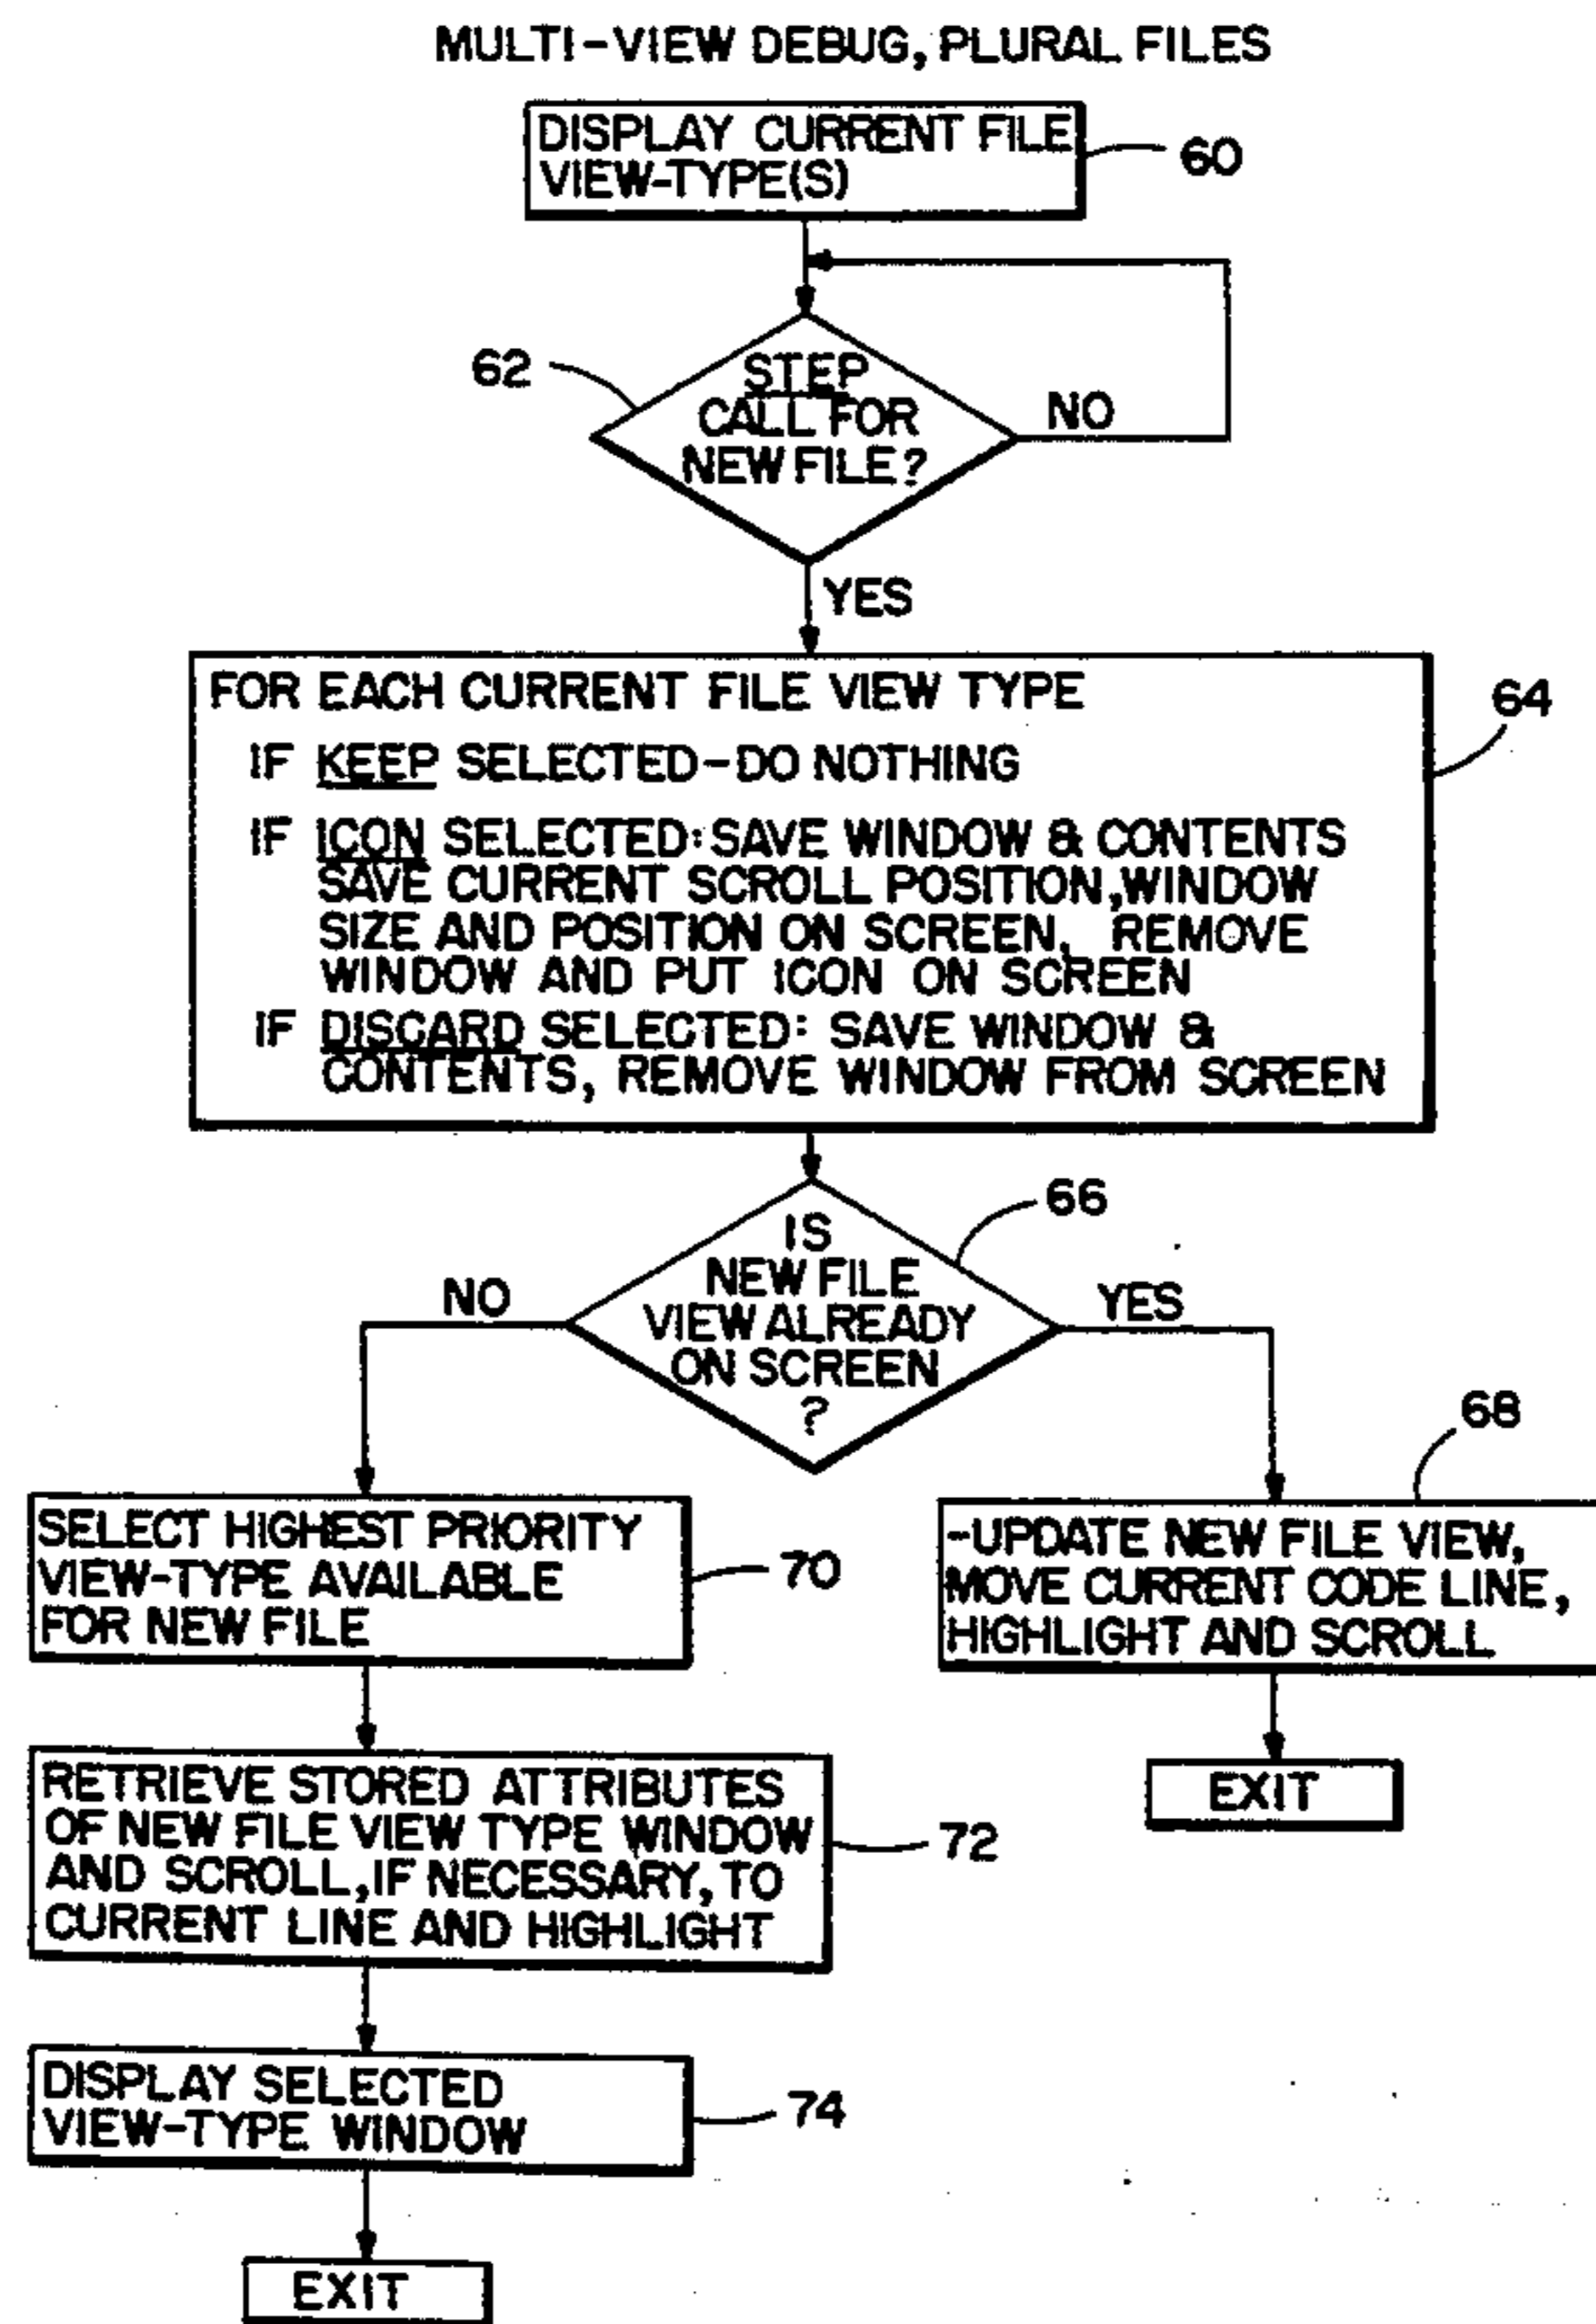 MULTI-VIEW DEBUG, PLURAL FILES
DISPLAY CURRENT FILE
VIEW-TYPE(S)
60
62
STEP
CALL FOR
NEW FILE?
NO
YES
FOR EACH CURRENT FILE VIEW TYPE
64
IF KEEP SELECTED-DO NOTHING
IF ICON SELECTED: SAVE WINDOW & CONTENTS
SAVE CURRENT SCROLL POSITION, WINDOW
SIZE AND POSITION ON SCREEN, REMOVE
WINDOW AND PUT ICON ON SCREEN
IF DISCARD SELECTED: SAVE WINDOW &
CONTENTS, REMOVE WINDOW FROM SCREEN
66
IS
NEW FILE
VIEW ALREADY
ON SCREEN
?
NO
YES
68
SELECT HIGHEST PRIORITY
VIEW-TYPE AVAILABLE
FOR NEW FILE
70
-UPDATE NEW FILE VIEW,
MOVE CURRENT CODE LINE,
HIGHLIGHT AND SCROLL
EXIT
RETRIEVE STORED ATTRIBUTES
OF NEW FILE VIEW TYPE WINDOW
AND SCROLL, IF NECESSARY, TO
CURRENT LINE AND HIGHLIGHT
72
DISPLAY SELECTED
VIEW-TYPE WINDOW
74
EXIT